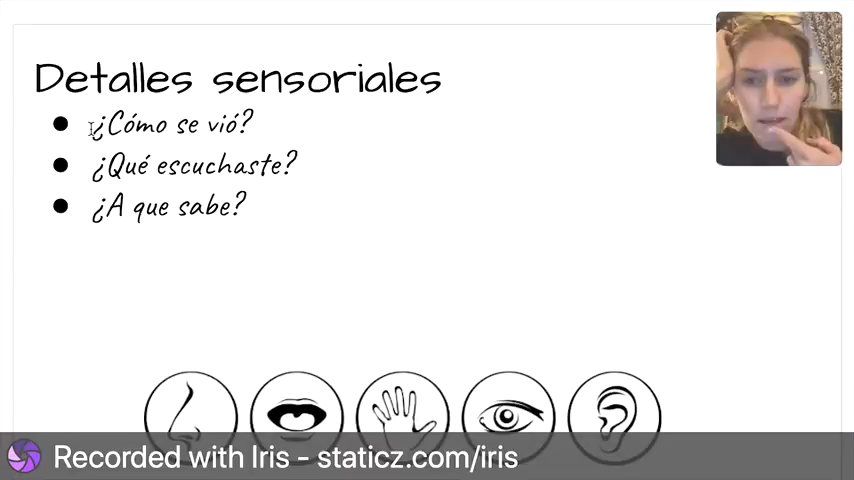 Detalles sensoriales
● ¿Cómo se vió?
● ¿Qué escuchaste?
● ¿A que sabe?
Recorded with Iris - staticz.com/iris